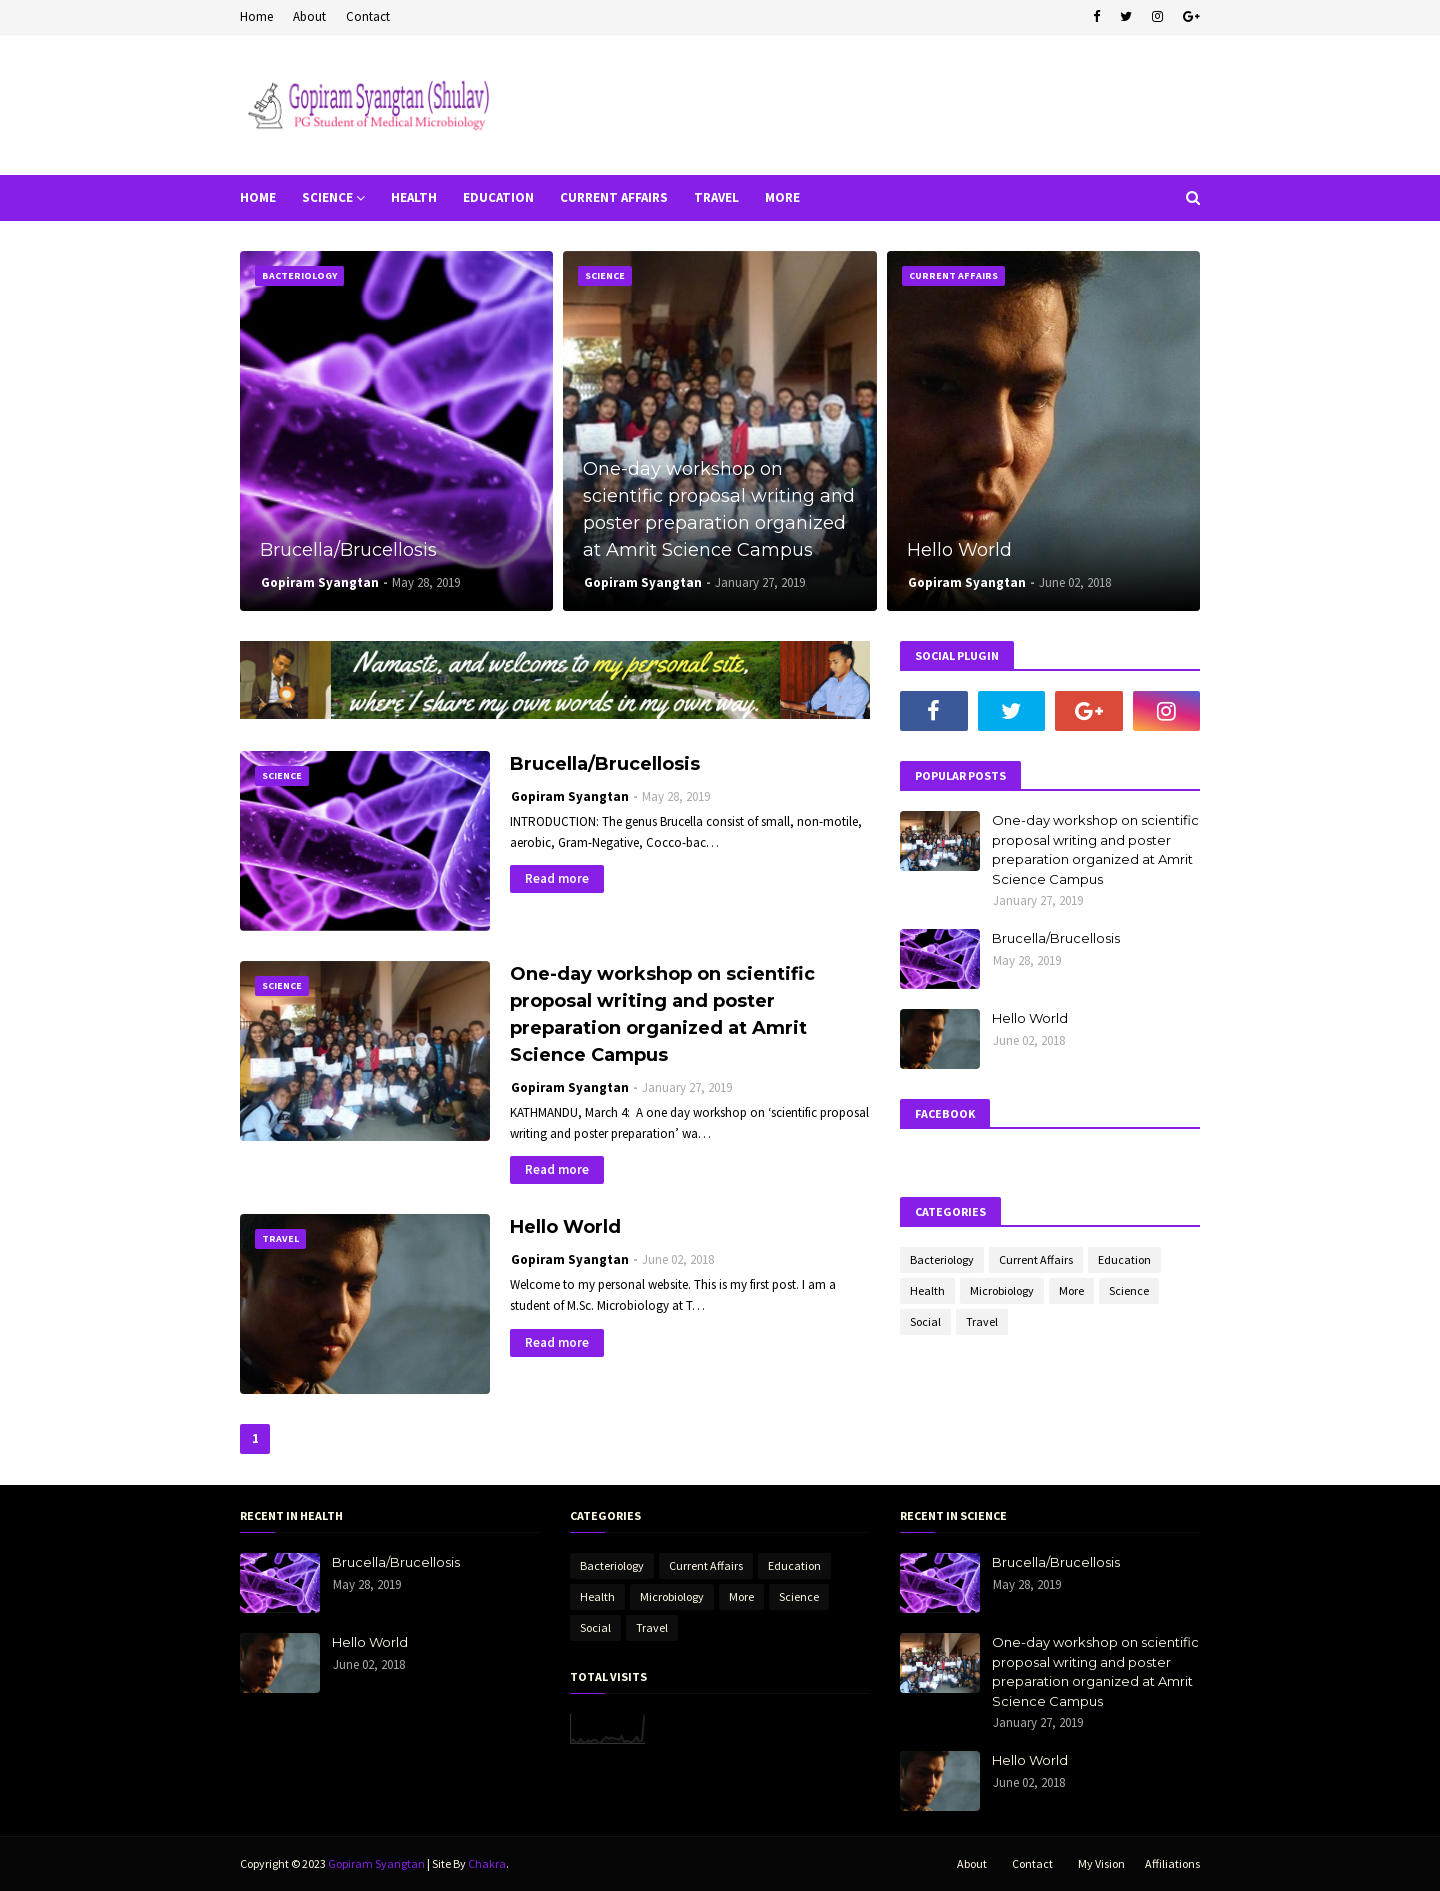 Home About Contact
Gopiram Syangtan (Shulav)
PG Student of Medical Microbiology
HOME SCIENCE HEALTH EDUCATION CURRENT AFFAIRS TRAVEL MORE
BACTERIOLOGY
Brucella/Brucellosis
Gopiram Syangtan - May 28, 2019
SCIENCE
One-day workshop on
scientific proposal writing and
poster preparation organized
at Amrit Science Campus
Gopiram Syangtan - January 27, 2019
CURRENT AFFAIRS
Hello World
Gopiram Syangtan - June 02, 2018
Namaste, and welcome to my personal site,
where I share my own words in my own way.
SCIENCE
Brucella/Brucellosis
Gopiram Syangtan - May 28, 2019
INTRODUCTION: The genus Brucella consist of small, non-motile,
aerobic, Gram-Negative, Cocco-bac…
Read more
SCIENCE
One-day workshop on scientific
proposal writing and poster
preparation organized at Amrit
Science Campus
Gopiram Syangtan - January 27, 2019
KATHMANDU, March 4:  A one day workshop on ‘scientific proposal
writing and poster preparation’ wa…
Read more
TRAVEL
Hello World
Gopiram Syangtan - June 02, 2018
Welcome to my personal website. This is my first post. I am a
student of M.Sc. Microbiology at T…
Read more
1
SOCIAL PLUGIN
POPULAR POSTS
One-day workshop on scientific
proposal writing and poster
preparation organized at Amrit
Science Campus
January 27, 2019
Brucella/Brucellosis
May 28, 2019
Hello World
June 02, 2018
FACEBOOK
CATEGORIES
Bacteriology Current Affairs Education
Health Microbiology More Science
Social Travel
RECENT IN HEALTH
Brucella/Brucellosis
May 28, 2019
Hello World
June 02, 2018
CATEGORIES
Bacteriology Current Affairs Education
Health Microbiology More Science
Social Travel
TOTAL VISITS
RECENT IN SCIENCE
Brucella/Brucellosis
May 28, 2019
One-day workshop on scientific
proposal writing and poster
preparation organized at Amrit
Science Campus
January 27, 2019
Hello World
June 02, 2018
Copyright © 2023 Gopiram Syangtan | Site By Chakra.
About Contact My Vision Affiliations